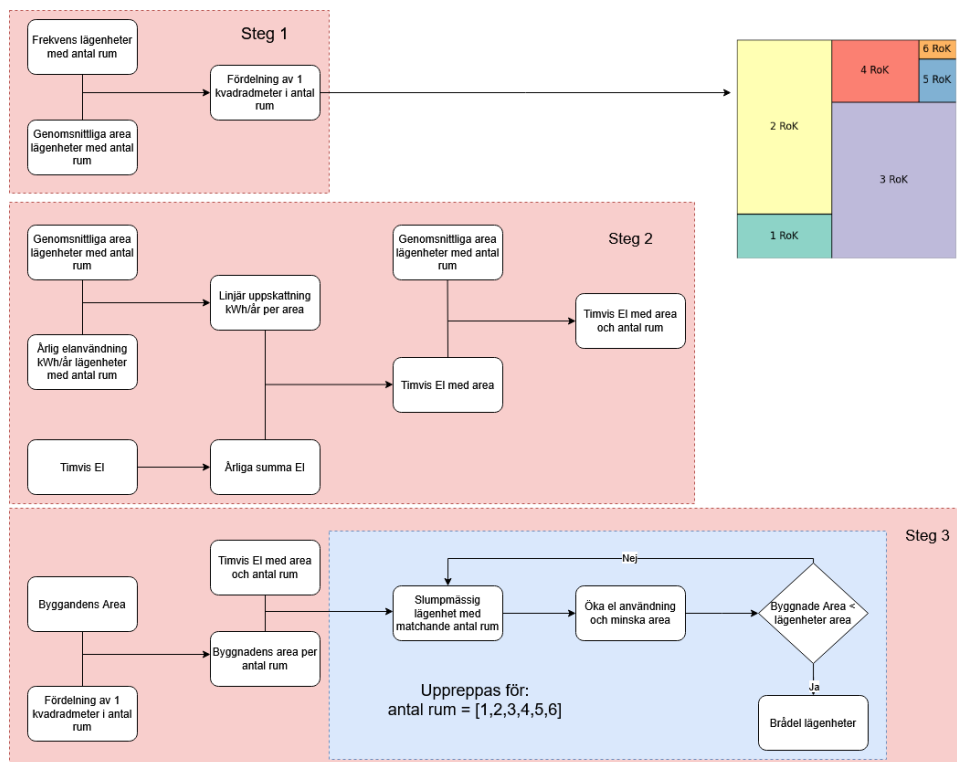 Steg 1
Frekvens lägenheter
med antal rum
Genomsnittliga area
lägenheter med antal
rum
Fördelning av 1
kvadradmeter i antal
rum
2 RoK
1 RoK
4 RoK
6 RoK
5 RoK
3 RoK
Steg 2
Genomsnittliga area
lägenheter med antal
rum
Årlig elanvändning
kWh/år lägenheter
med antal rum
Linjär uppskattning
kWh/år per area
Timvis El
Årliga summa El
Genomsnittliga area
lägenheter med antal
rum
Timvis El med area
Timvis El med area
och antal rum
Steg 3
Byggandens Area
Fördelning av 1
kvadradmeter i antal
rum
Timvis El med area
och antal rum
Byggnadens area per
antal rum
Slumpmässig
lägenhet med
matchande antal rum
Öka el användning
och minska area
Nej
Byggnade Area <
lägenheter area
Ja
Brådel lägenheter
Uppreppas för:
antal rum = [1,2,3,4,5,6]